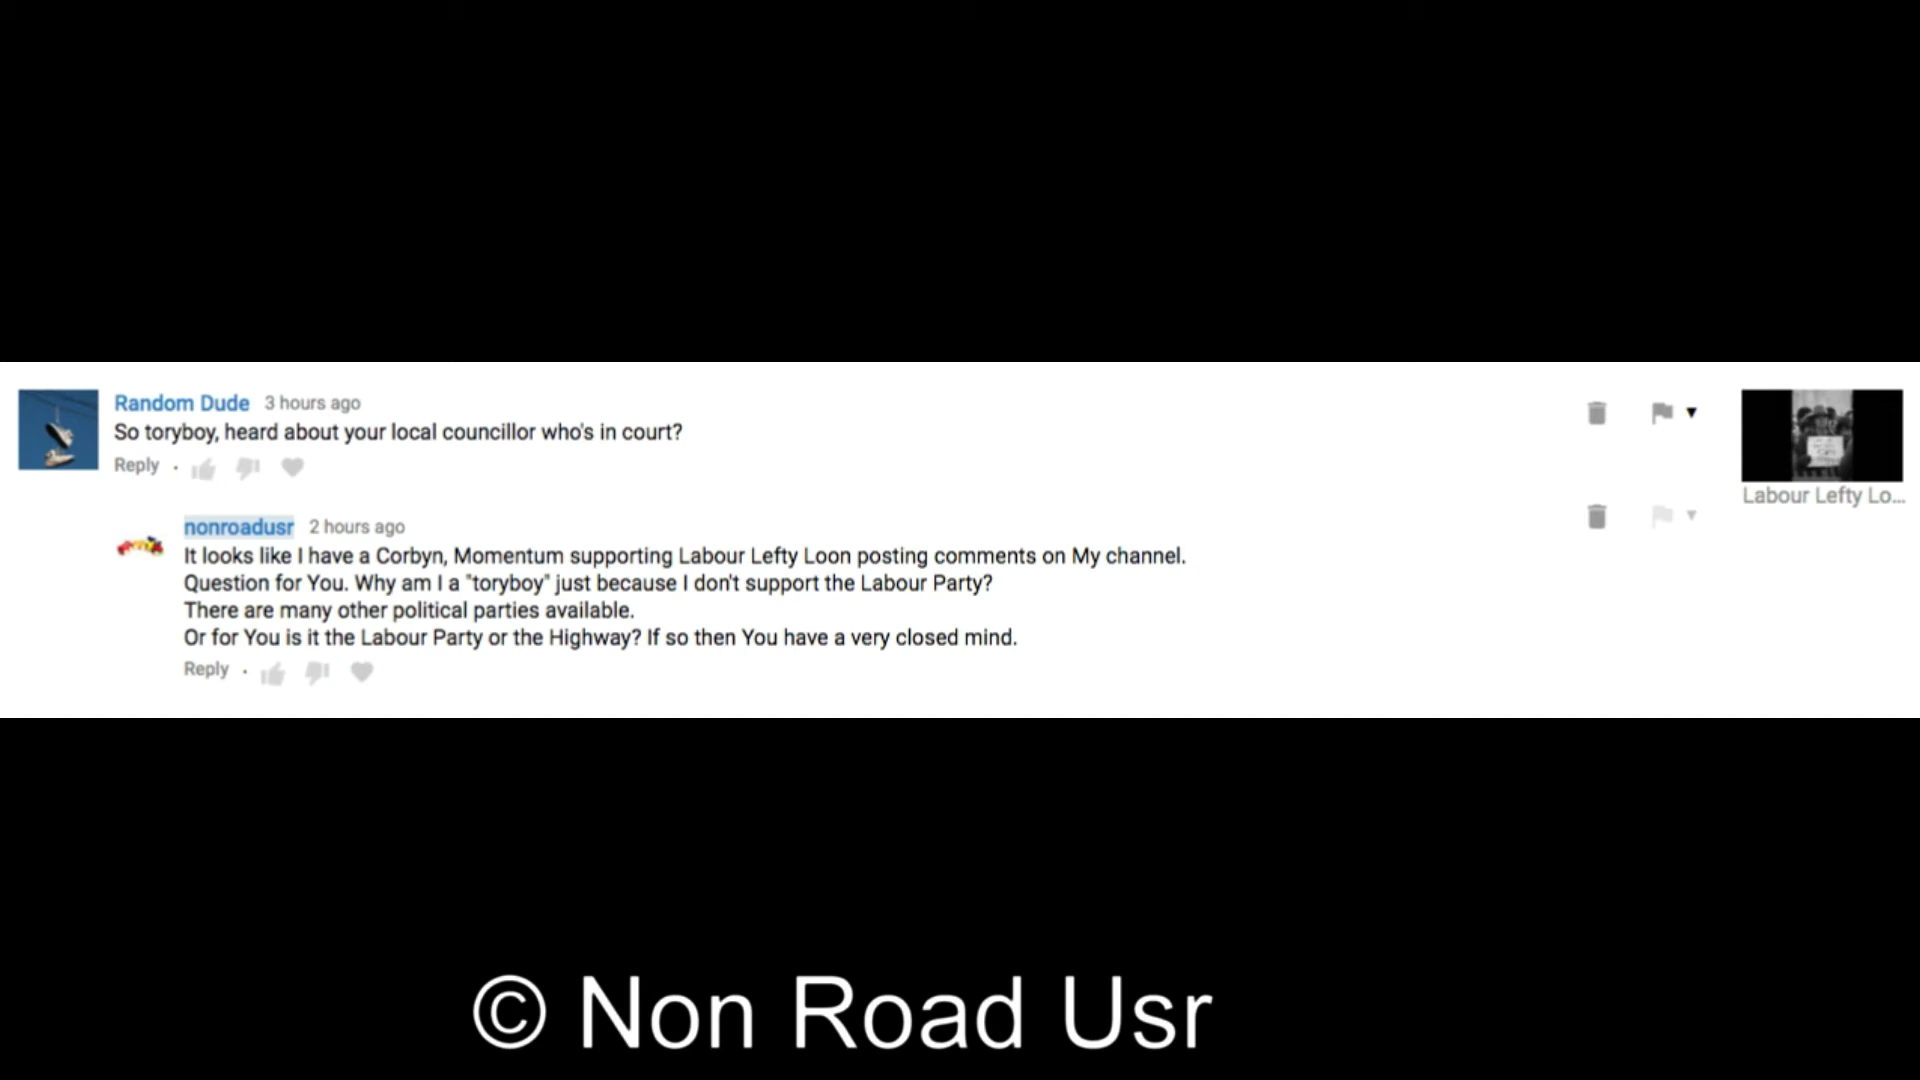 Random Dude 3 hours ago
So toryboy, heard about your local councillor who's in court?
Reply
Labour Lefty Lo...
nonroadusr 2 hours ago
It looks like I have a Corbyn, Momentum supporting Labour Lefty Loon posting comments on My channel.
Question for You. Why am I a "toryboy" just because I don't support the Labour Party?
There are many other political parties available.
Or for You is it the Labour Party or the Highway? If so then You have a very closed mind.
Reply
© Non Road Usr